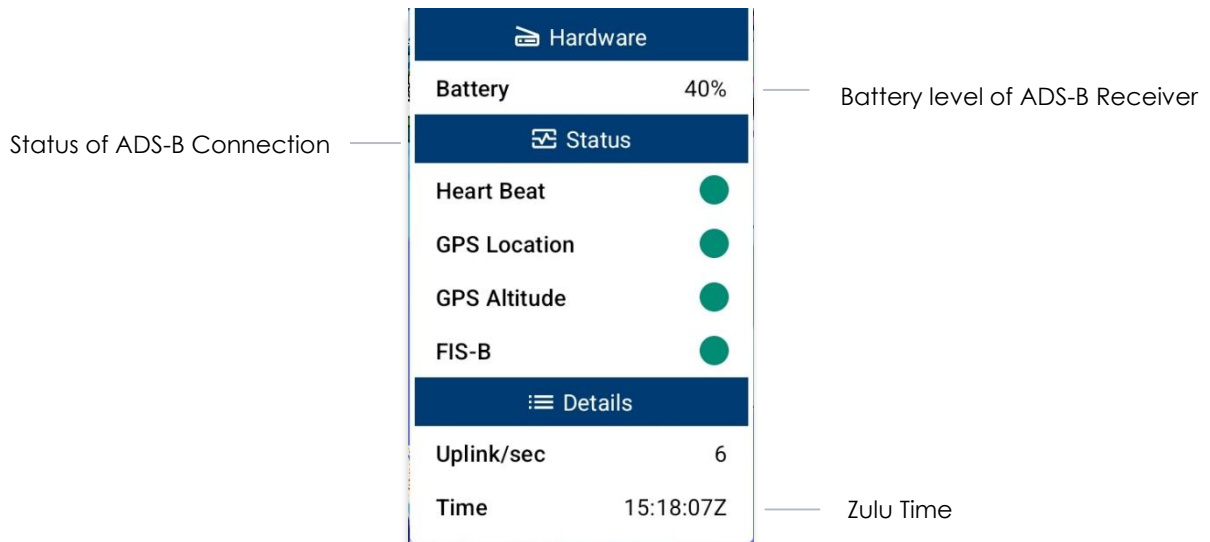 Hardware
Battery 40%
Battery level of ADS-B Receiver
Status of ADS-B Connection
Status
Heart Beat
GPS Location
GPS Altitude
FIS-B
Details
Uplink/sec 6
Time 15:18:07Z
Zulu Time